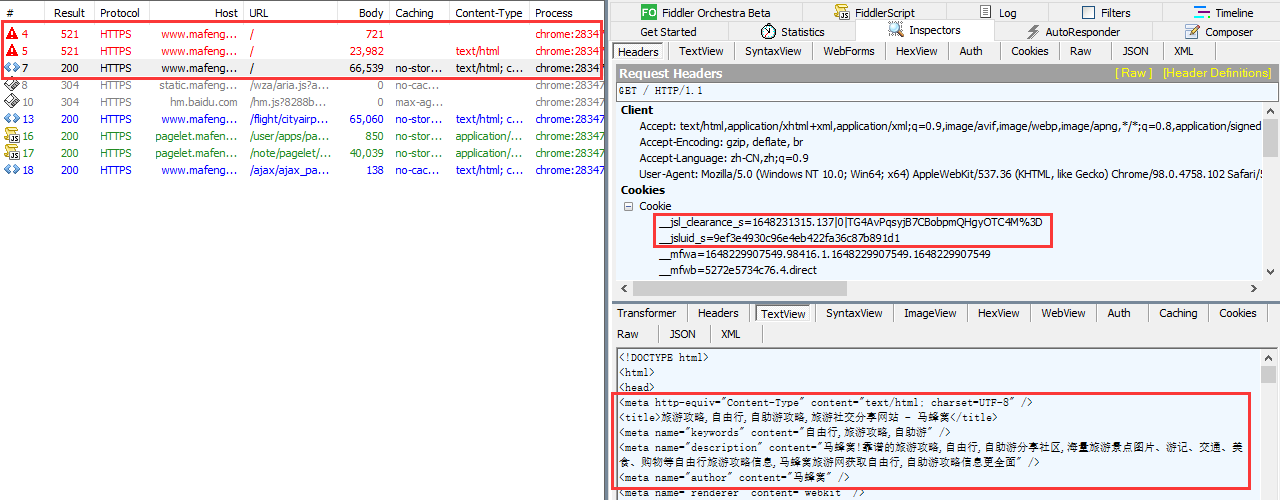 # Result Protocol Host URL Body Caching Content-Type Process
4 521 HTTPS www.mafeng... / 721 chrome:28347
5 521 HTTPS www.mafeng... / 23,982 text/html chrome:28347
7 200 HTTPS www.mafeng... / 66,539 no-stor... text/html; c... chrome:28347
8 304 HTTPS static.mafeng... /wza/aria.js?a... 0 no-cac... chrome:28347
10 304 HTTPS hm.baidu.com /hm.js?8288b... 0 max-ag... chrome:28347
13 200 HTTPS www.mafeng... /flight/cityairp... 65,060 no-stor... text/html; c... chrome:28347
16 200 HTTPS pagelet.mafen... /user/apps/pa... 850 no-stor... application/... chrome:28347
17 200 HTTPS pagelet.mafen... /note/pagelet/... 40,039 no-stor... application/... chrome:28347
18 200 HTTPS www.mafeng... /ajax/ajax_pa... 138 no-cac... text/html; c... chrome:28347
FO Fiddler Orchestra Beta JS FiddlerScript Log Filters Timeline
Get Started Statistics Inspectors AutoResponder Composer
Headers TextView SyntaxView WebForms HexView Auth Cookies Raw JSON XML
Request Headers [ Raw ] [Header Definitions]
GET / HTTP/1.1
Client
Accept: text/html,application/xhtml+xml,application/xml;q=0.9,image/avif,image/webp,image/apng,*/*;q=0.8,application/signed
Accept-Encoding: gzip, deflate, br
Accept-Language: zh-CN,zh;q=0.9
User-Agent: Mozilla/5.0 (Windows NT 10.0; Win64; x64) AppleWebKit/537.36 (KHTML, like Gecko) Chrome/98.0.4758.102 Safari/5
Cookies
Cookie
__jsl_clearance_s=1648231315.137|0|TG4AvPqsyjB7CBobpmQHgyOTC4M%3D
__jsluid_s=9ef3e4930c96e4eb422fa36c87b891d1
__mfwa=1648229907549.98416.1.1648229907549.1648229907549
__mfwb=5272e5734c76.4.direct
Transformer Headers TextView SyntaxView ImageView HexView WebView Auth Caching Cookies
Raw JSON XML
<!DOCTYPE html>
<html>
<head>
<meta http-equiv="Content-Type" content="text/html; charset=UTF-8" />
<title>旅游攻略,自由行,自助游攻略,旅游社交分享网站 - 马蜂窝</title>
<meta name="keywords" content="自由行,旅游攻略,自助游" />
<meta name="description" content="马蜂窝!靠谱的旅游攻略,自由行,自助游分享社区,海量旅游景点图片、游记、交通、美
食、购物等自由行旅游攻略信息,马蜂窝旅游网获取自由行,自助游攻略信息更全面" />
<meta name="author" content="马蜂窝" />
<meta name="renderer" content="webkit" />